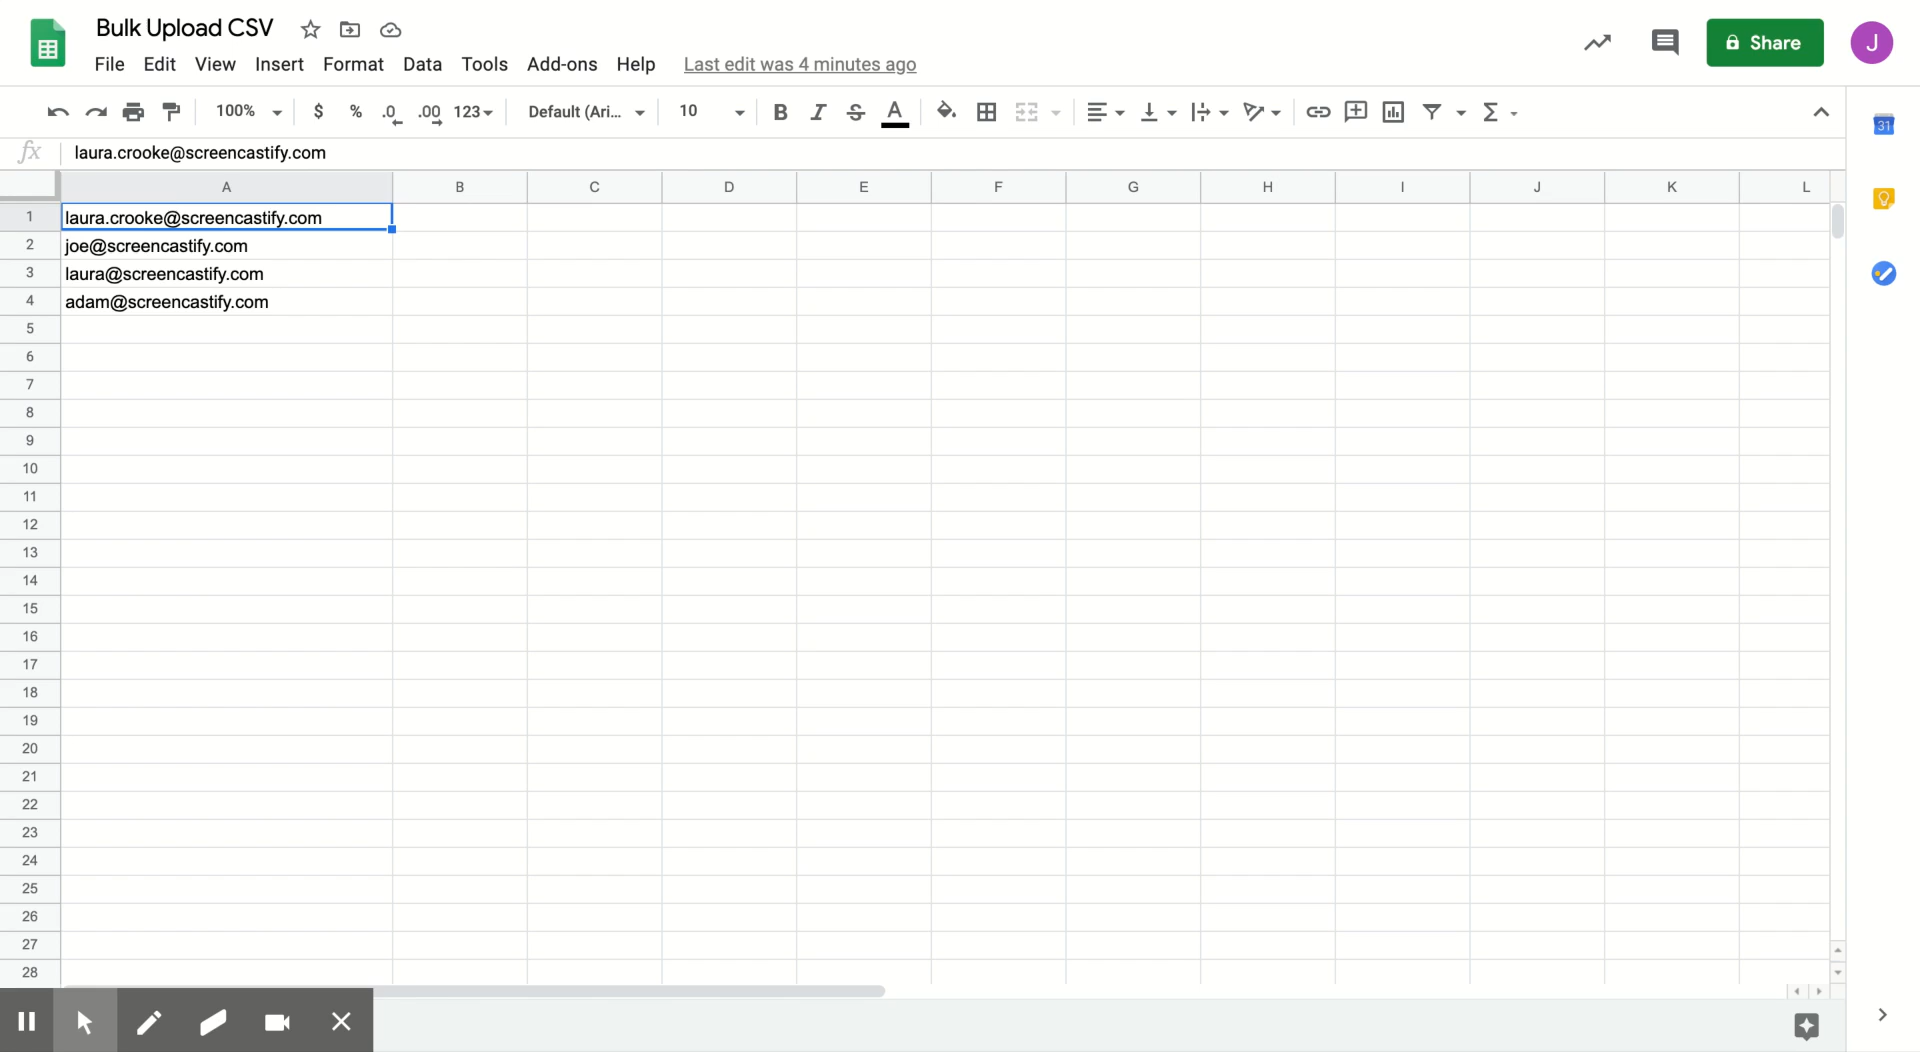 Bulk Upload CSV
File Edit View Insert Format Data Tools Add-ons Help Last edit was 4 minutes ago
Share
J
100% $ % .0 .00 123 Default (Ari... 10 B I S A Σ
31
fx laura.crooke@screencastify.com
A B C D E F G H I J K L
1 laura.crooke@screencastify.com
2 joe@screencastify.com
3 laura@screencastify.com
4 adam@screencastify.com
5
6
7
8
9
10
11
12
13
14
15
16
17
18
19
20
21
22
23
24
25
26
27
28